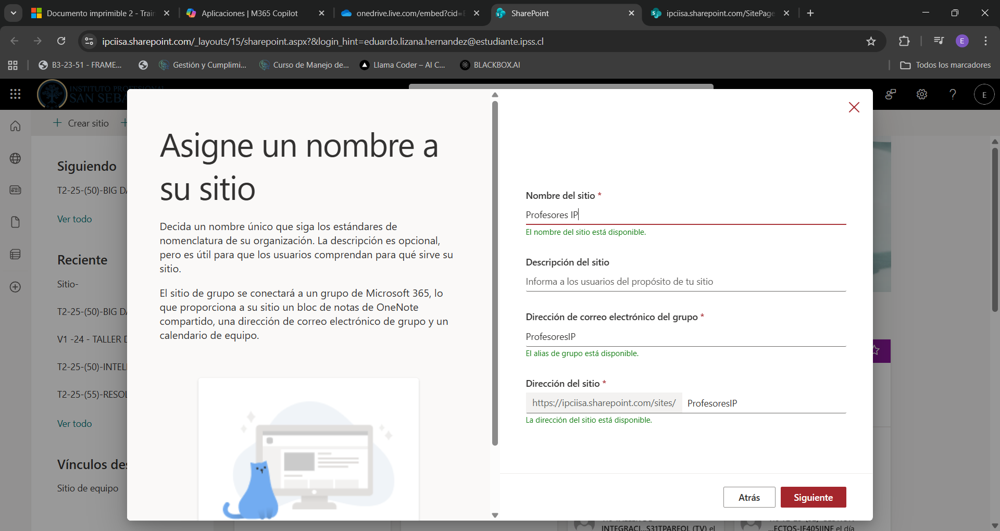 Documento imprimible 2 - Trai
Aplicaciones | M365 Copilot
onedrive.live.com/embed?cid=
SharePoint
ipciisa.sharepoint.com/SitePage
ipciisa.sharepoint.com/_layouts/15/sharepoint.aspx?&login_hint=eduardo.lizana.hernandez@estudiante.ipss.cl
E
B3-23-51 - FRAME...
Gestión y Cumplimi...
Curso de Manejo de...
Llama Coder – AI C...
BLACKBOX.AI
Todos los marcadores
INSTITUTO PROFESIONAL
SAN SEBA
E
Crear sitio
Siguiendo
T2-25-(50)-BIG DA
Ver todo
Reciente
Sitio-
T2-25-(50)-BIG DA
V1 -24 - TALLER D
T2-25-(50)-INTEL
T2-25-(55)-RESOL
Ver todo
Vínculos des
Sitio de equipo
Asigne un nombre a
su sitio
Decida un nombre único que siga los estándares de
nomenclatura de su organización. La descripción es opcional,
pero es útil para que los usuarios comprendan para qué sirve su
sitio.
El sitio de grupo se conectará a un grupo de Microsoft 365, lo
que proporciona a su sitio un bloc de notas de OneNote
compartido, una dirección de correo electrónico de grupo y un
calendario de equipo.
Nombre del sitio *
Profesores IP
El nombre del sitio está disponible.
Descripción del sitio
Informa a los usuarios del propósito de tu sitio
Dirección de correo electrónico del grupo *
ProfesoresIP
El alias de grupo está disponible.
Dirección del sitio *
https://ipciisa.sharepoint.com/sites/ ProfesoresIP
La dirección del sitio está disponible.
Atrás
Siguiente
INTEGRACI...S31TPAREOL (TV) el
...ECTOS-IF405IINF el día